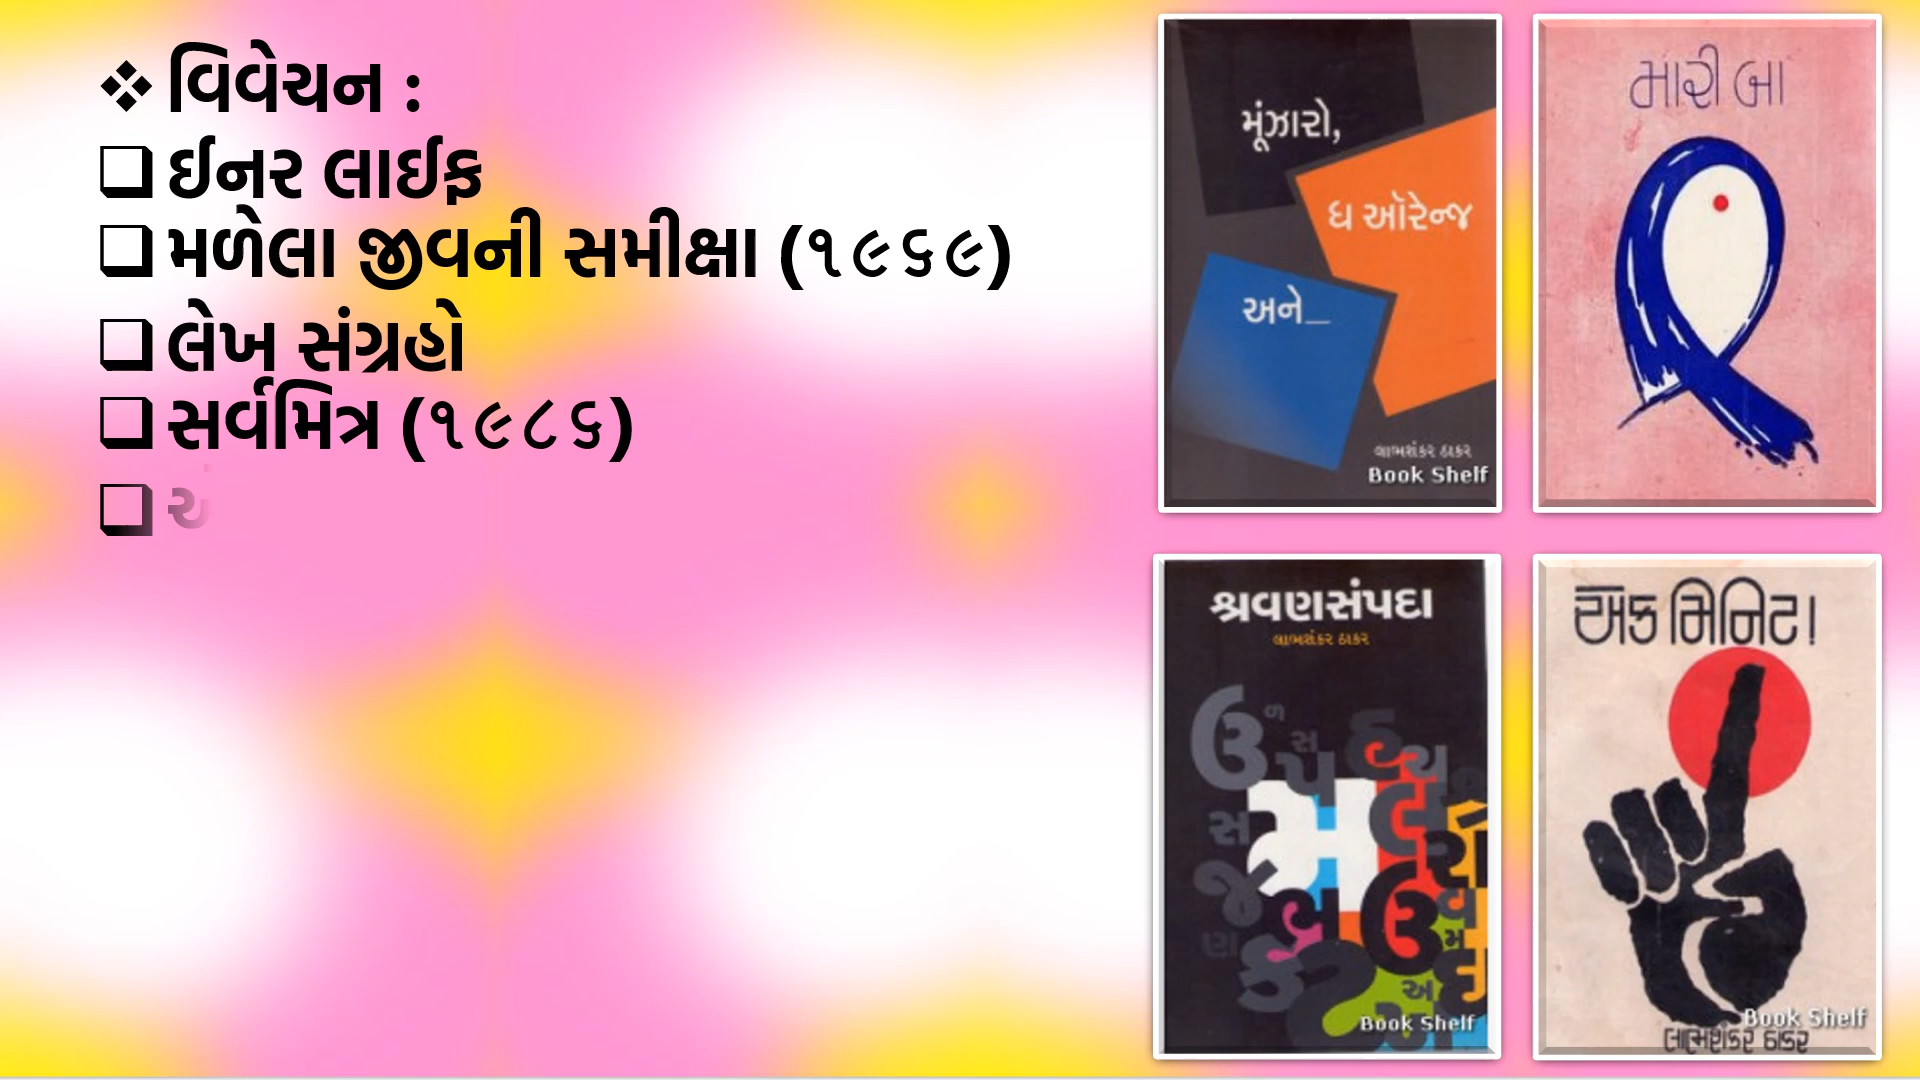 ❖ વિવેચન :
❑ ઈનર લાઈફ
❑ મળેલા જીવની સમીક્ષા (૧૯૬૯)
❑ લેખ સંગ્રહો
❑ સર્વમિત્ર (૧૯૮૬)
મૂંઝારો,
ધ ઑરેન્જ
અને_
લાભશંકર ઠાકર
Book Shelf
મારી બા
શ્રવણસંપદા
લાભશંકર ઠાકર
Book Shelf
એક મિનિટ!
Book Shelf
લાભશંકર ઠાકર